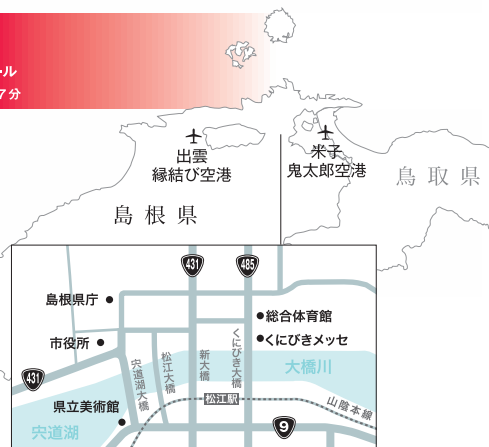 ール
7分
出雲
縁結び空港
米子
鬼太郎空港
鳥取県
島根県
431
485
島根県庁
総合体育館
市役所
くにびきメッセ
宍道湖大橋
松江大橋
新大橋
くにびき大橋
大橋川
431
県立美術館
松江駅
山陰本線
宍道湖
9